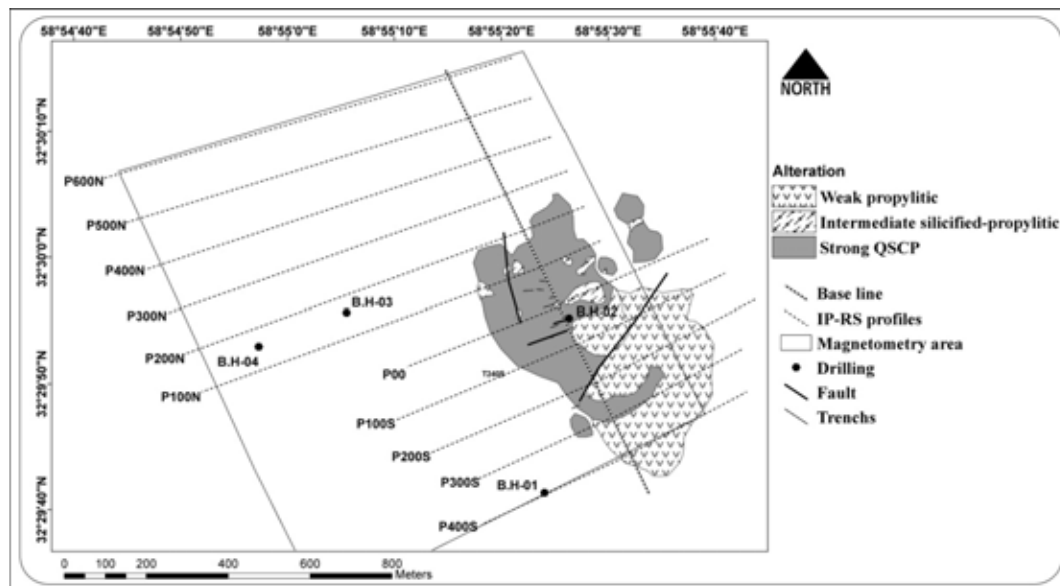 58°54'40"E 58°54'50"E 58°55'0"E 58°55'10"E 58°55'20"E 58°55'30"E 58°55'40"E
32°30'10"N
32°30'0"N
32°29'50"N
32°29'40"N
P600N
P500N
P400N
P300N
P200N
P100N
P00
P100S
P200S
P300S
P400S
B.H-03
B.H-04
B.H-02
B.H-01
T240S
0 100 200 400 600 800
Meters
NORTH
Alteration
Weak propylitic
Intermediate silicified-propylitic
Strong QSCP
Base line
IP-RS profiles
Magnetometry area
Drilling
Fault
Trenchs